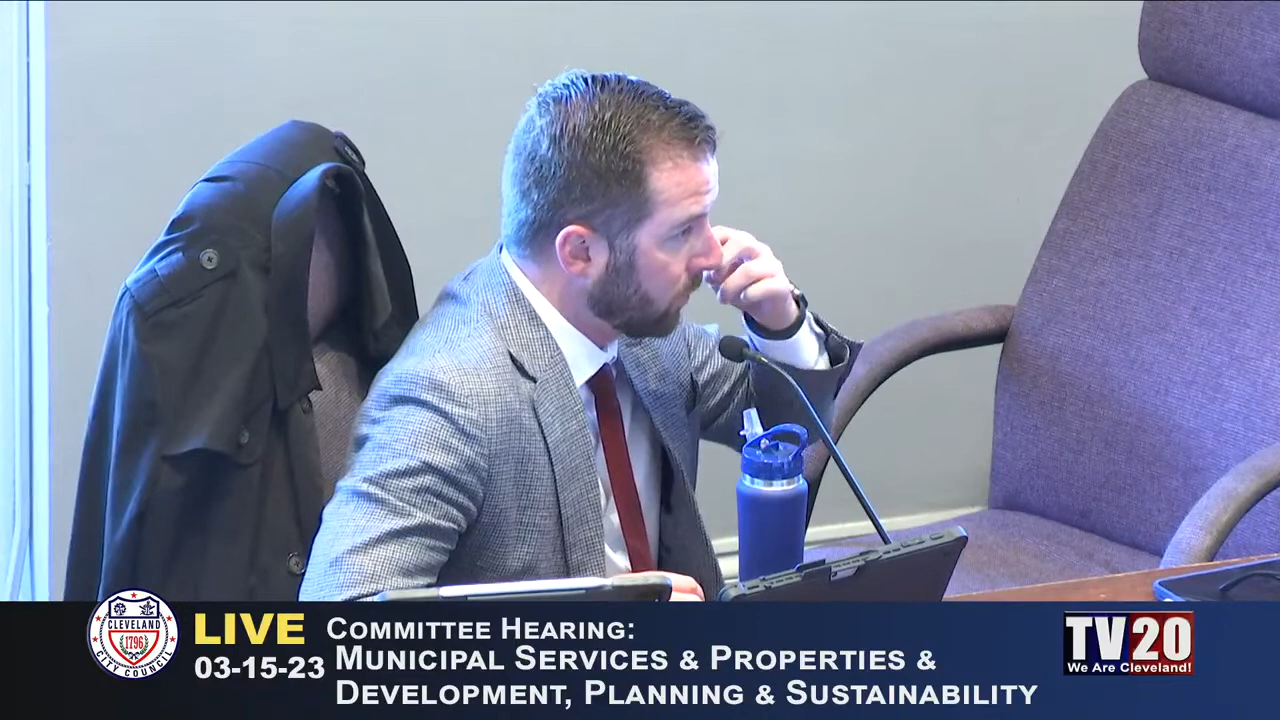 CLEVELAND
1796
CITY COUNCIL
LIVE
03-15-23
COMMITTEE HEARING:
MUNICIPAL SERVICES & PROPERTIES &
DEVELOPMENT, PLANNING & SUSTAINABILITY
TV20
We Are Cleveland!